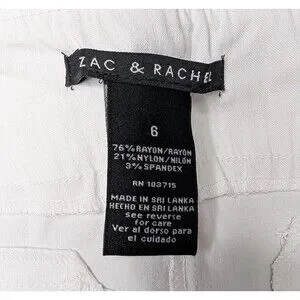 ZAC & RACHEL
6
76% RAYON/RAYÓN
21% NYLON/NILÓN
3% SPANDEX
RN 103715
MADE IN SRI LANKA
HECHO EN SRI LANKA
see reverse
for care
Ver al dorso para
el cuidado